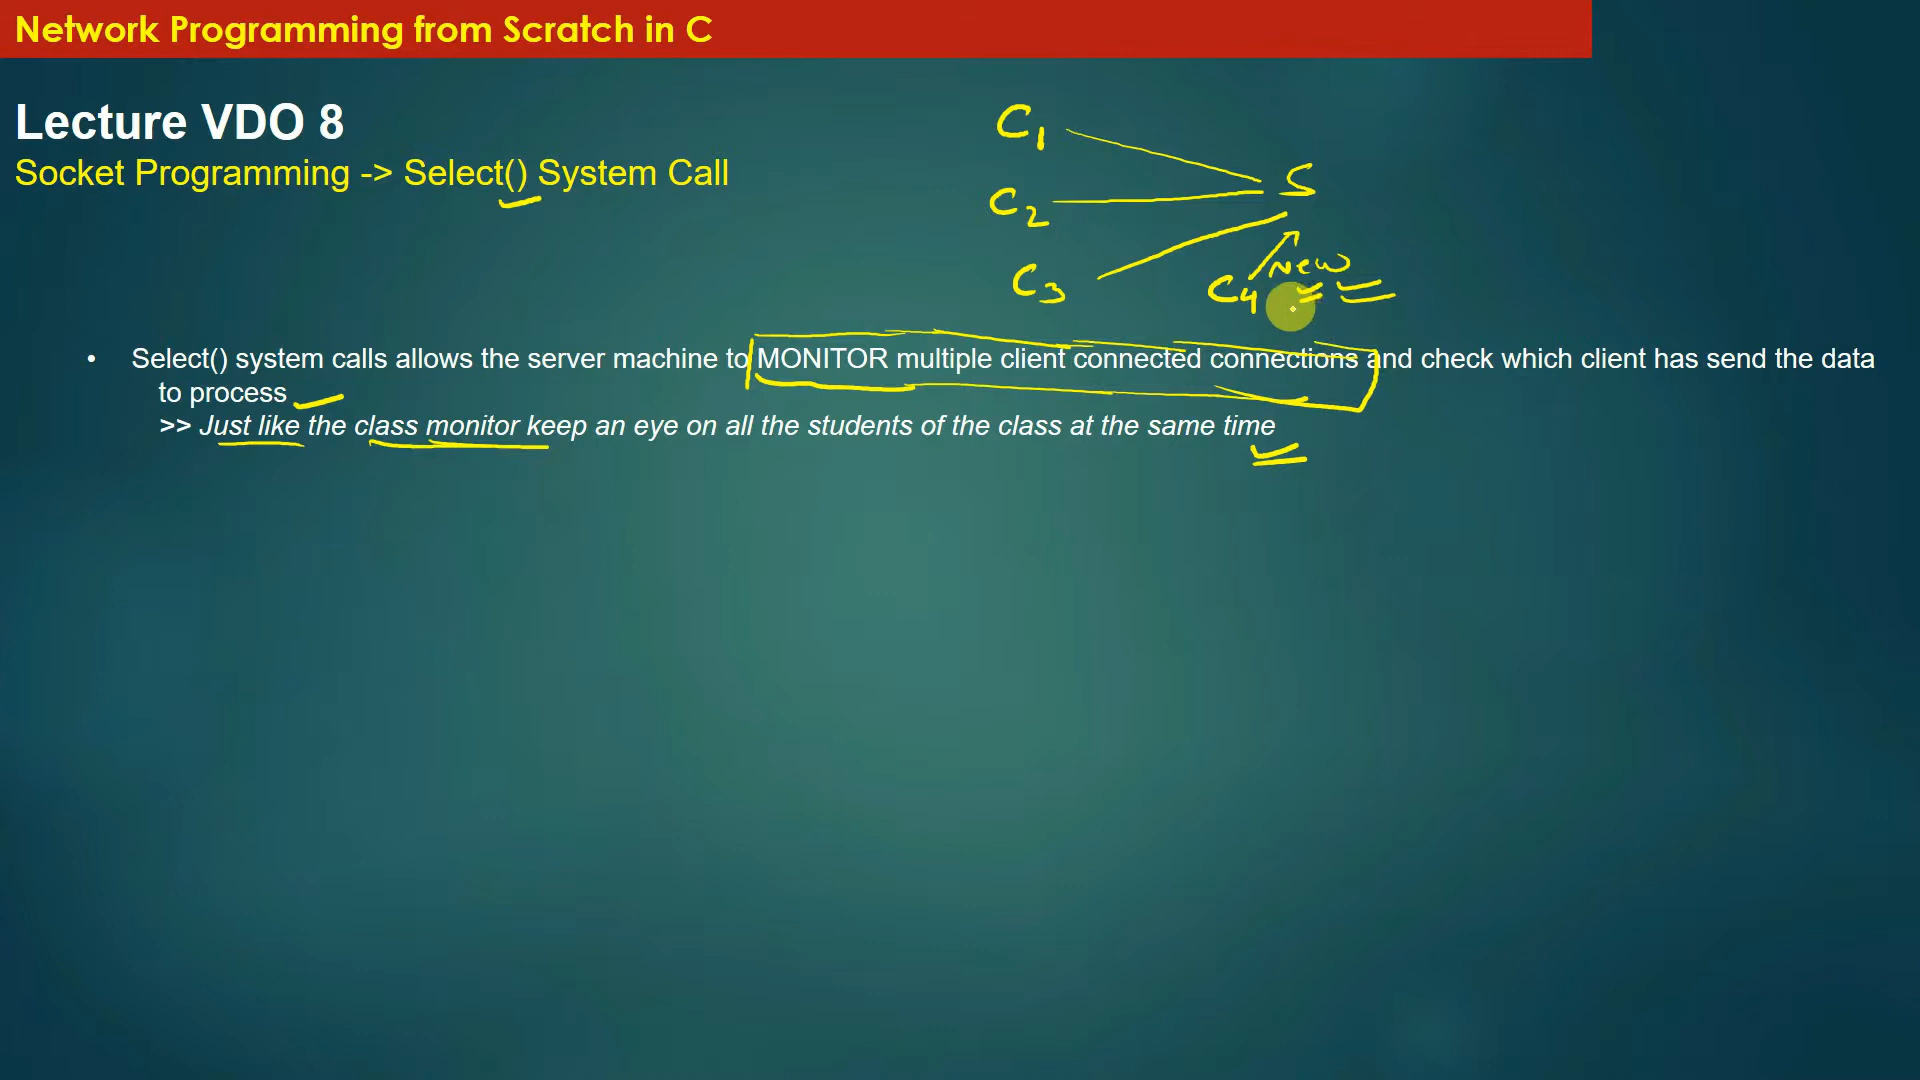 Network Programming from Scratch in C
Lecture VDO 8
Socket Programming -> Select() System Call
C1
S
C2
New
C3
C4
• Select() system calls allows the server machine to MONITOR multiple client connected connections and check which client has send the data
to process
>> Just like the class monitor keep an eye on all the students of the class at the same time